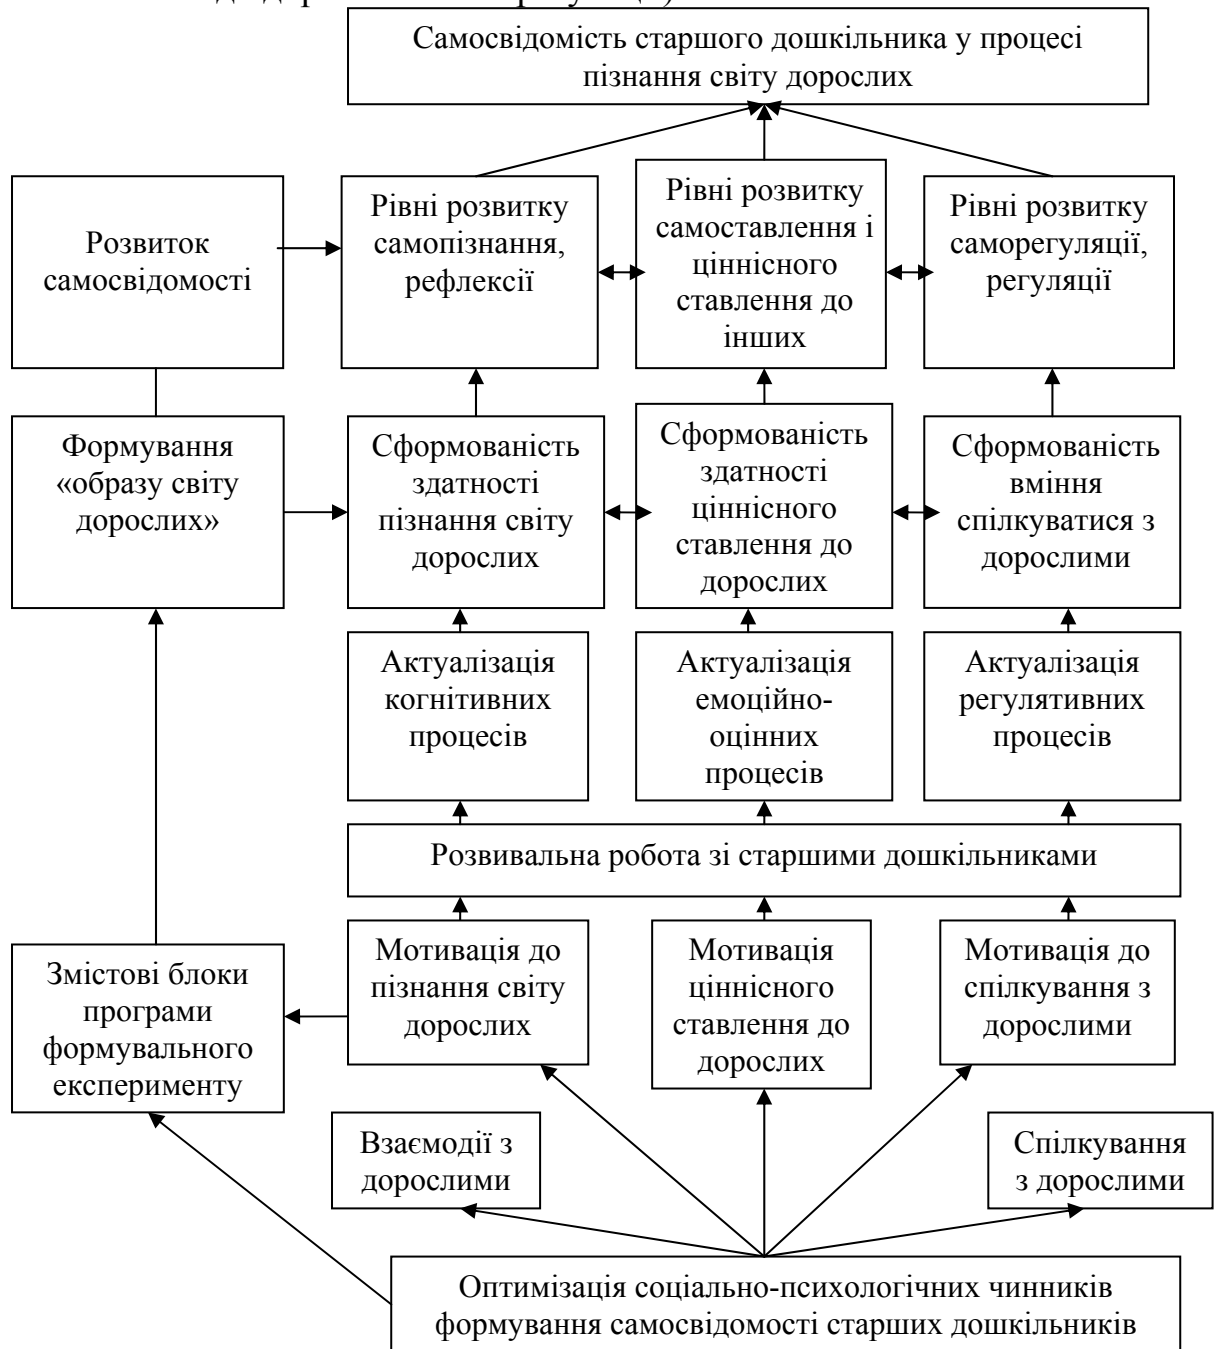 Самосвідомість старшого дошкільника у процесі
пізнання світу дорослих
Розвиток
самосвідомості
Рівні розвитку
самопізнання,
рефлексії
Рівні розвитку
самоставлення і
ціннісного
ставлення до
інших
Рівні розвитку
саморегуляції,
регуляції
Формування
«образу світу
дорослих»
Сформованість
здатності
пізнання світу
дорослих
Сформованість
здатності
ціннісного
ставлення до
дорослих
Сформованість
вміння
спілкуватися з
дорослими
Актуалізація
когнітивних
процесів
Актуалізація
емоційно-
оцінних
процесів
Актуалізація
регулятивних
процесів
Розвивальна робота зі старшими дошкільниками
Змістові блоки
програми
формувального
експерименту
Мотивація до
пізнання світу
дорослих
Мотивація
ціннісного
ставлення до
дорослих
Мотивація до
спілкування з
дорослими
Взаємодії з
дорослими
Спілкування
з дорослими
Оптимізація соціально-психологічних чинників
формування самосвідомості старших дошкільників